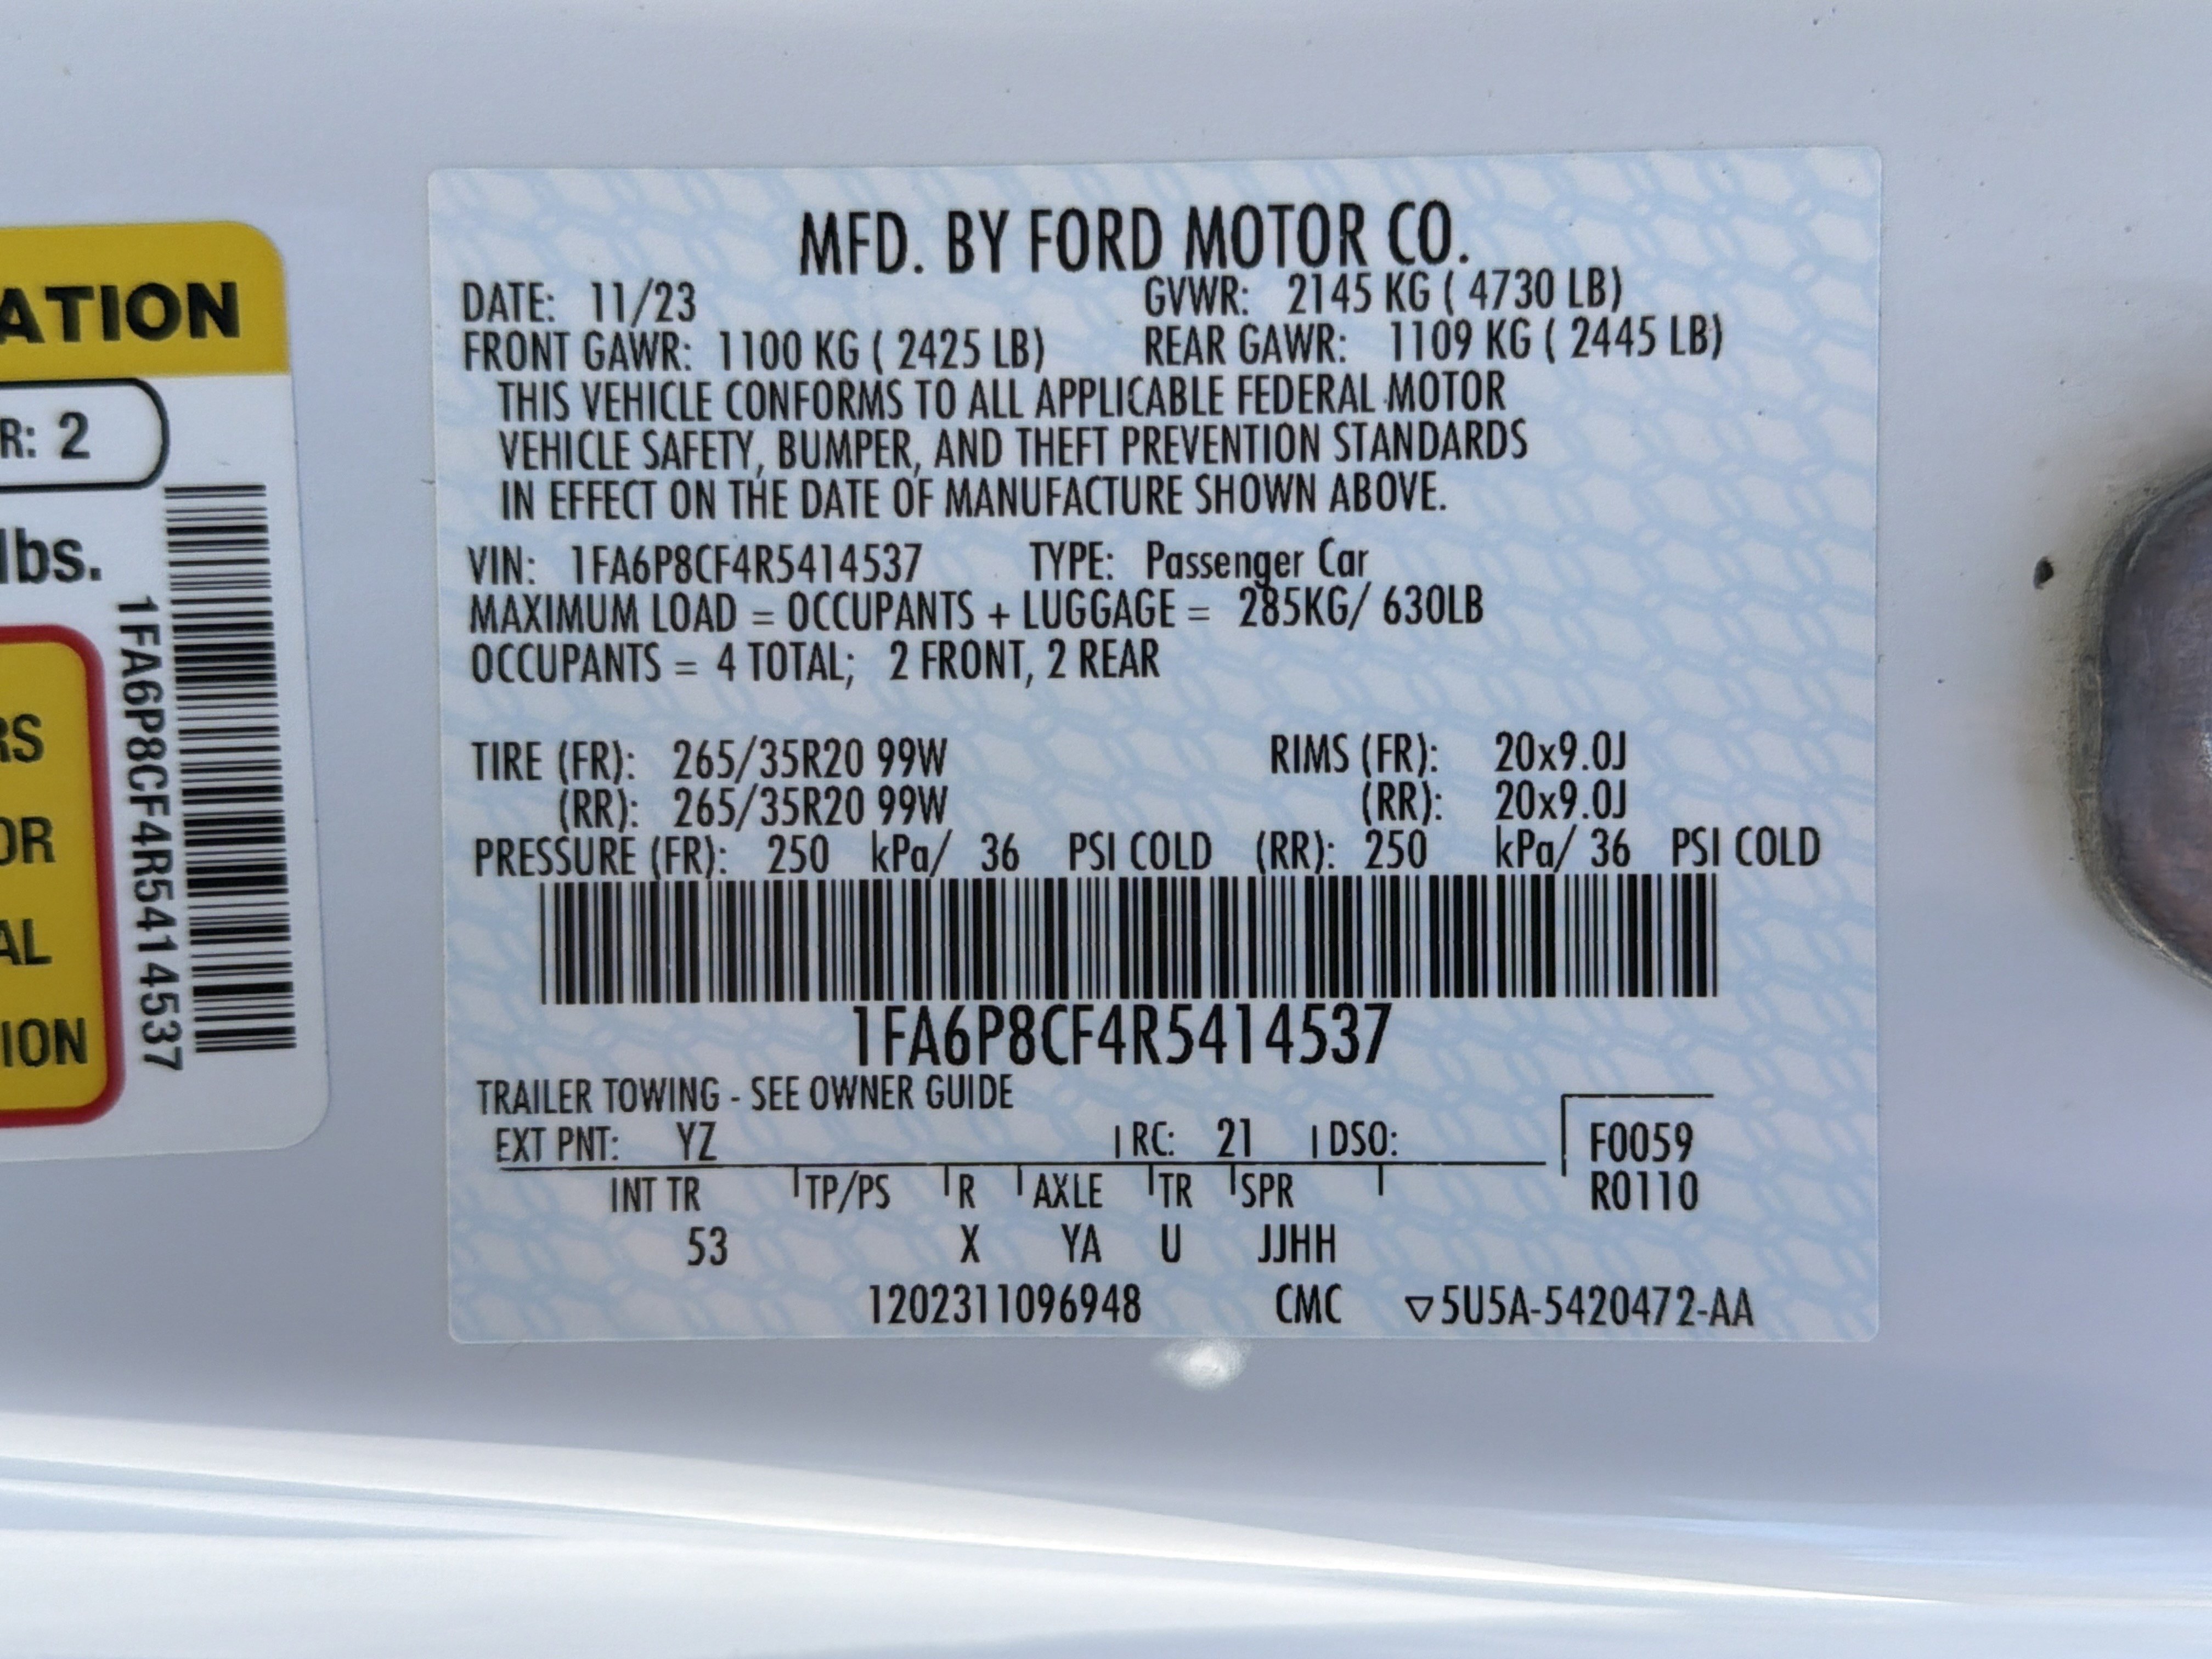 ATION
R: 2
lbs.
RS
OR
AL
ION
1FA6P8CF4R5414537
MFD. BY FORD MOTOR CO.
DATE: 11/23 GVWR: 2145 KG ( 4730 LB)
FRONT GAWR: 1100 KG ( 2425 LB) REAR GAWR: 1109 KG ( 2445 LB)
THIS VEHICLE CONFORMS TO ALL APPLICABLE FEDERAL MOTOR
VEHICLE SAFETY, BUMPER, AND THEFT PREVENTION STANDARDS
IN EFFECT ON THE DATE OF MANUFACTURE SHOWN ABOVE.
VIN: 1FA6P8CF4R5414537 TYPE: Passenger Car
MAXIMUM LOAD = OCCUPANTS + LUGGAGE = 285KG/ 630LB
OCCUPANTS = 4 TOTAL; 2 FRONT, 2 REAR
TIRE (FR): 265/35R20 99W RIMS (FR): 20x9.0J
(RR): 265/35R20 99W (RR): 20x9.0J
PRESSURE (FR): 250 kPa/ 36 PSI COLD (RR): 250 kPa/ 36 PSI COLD
1FA6P8CF4R5414537
TRAILER TOWING - SEE OWNER GUIDE
EXT PNT: YZ RC: 21 DSO: F0059
INT TR TP/PS R AXLE TR SPR R0110
53 X YA U JJHH
1202311096948 CMC ▽5U5A-5420472-AA